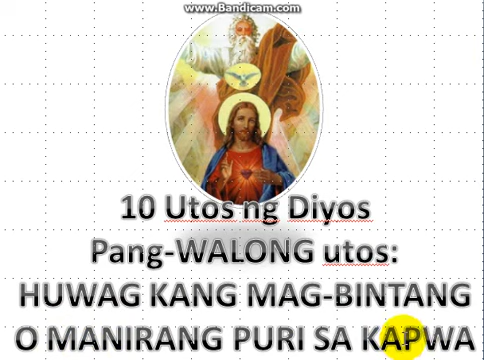 www.Bandicam.com
10 Utos ng Diyos
Pang-WALONG utos:
HUWAG KANG MAG-BINTANG
O MANIRANG PURI SA KAPWA